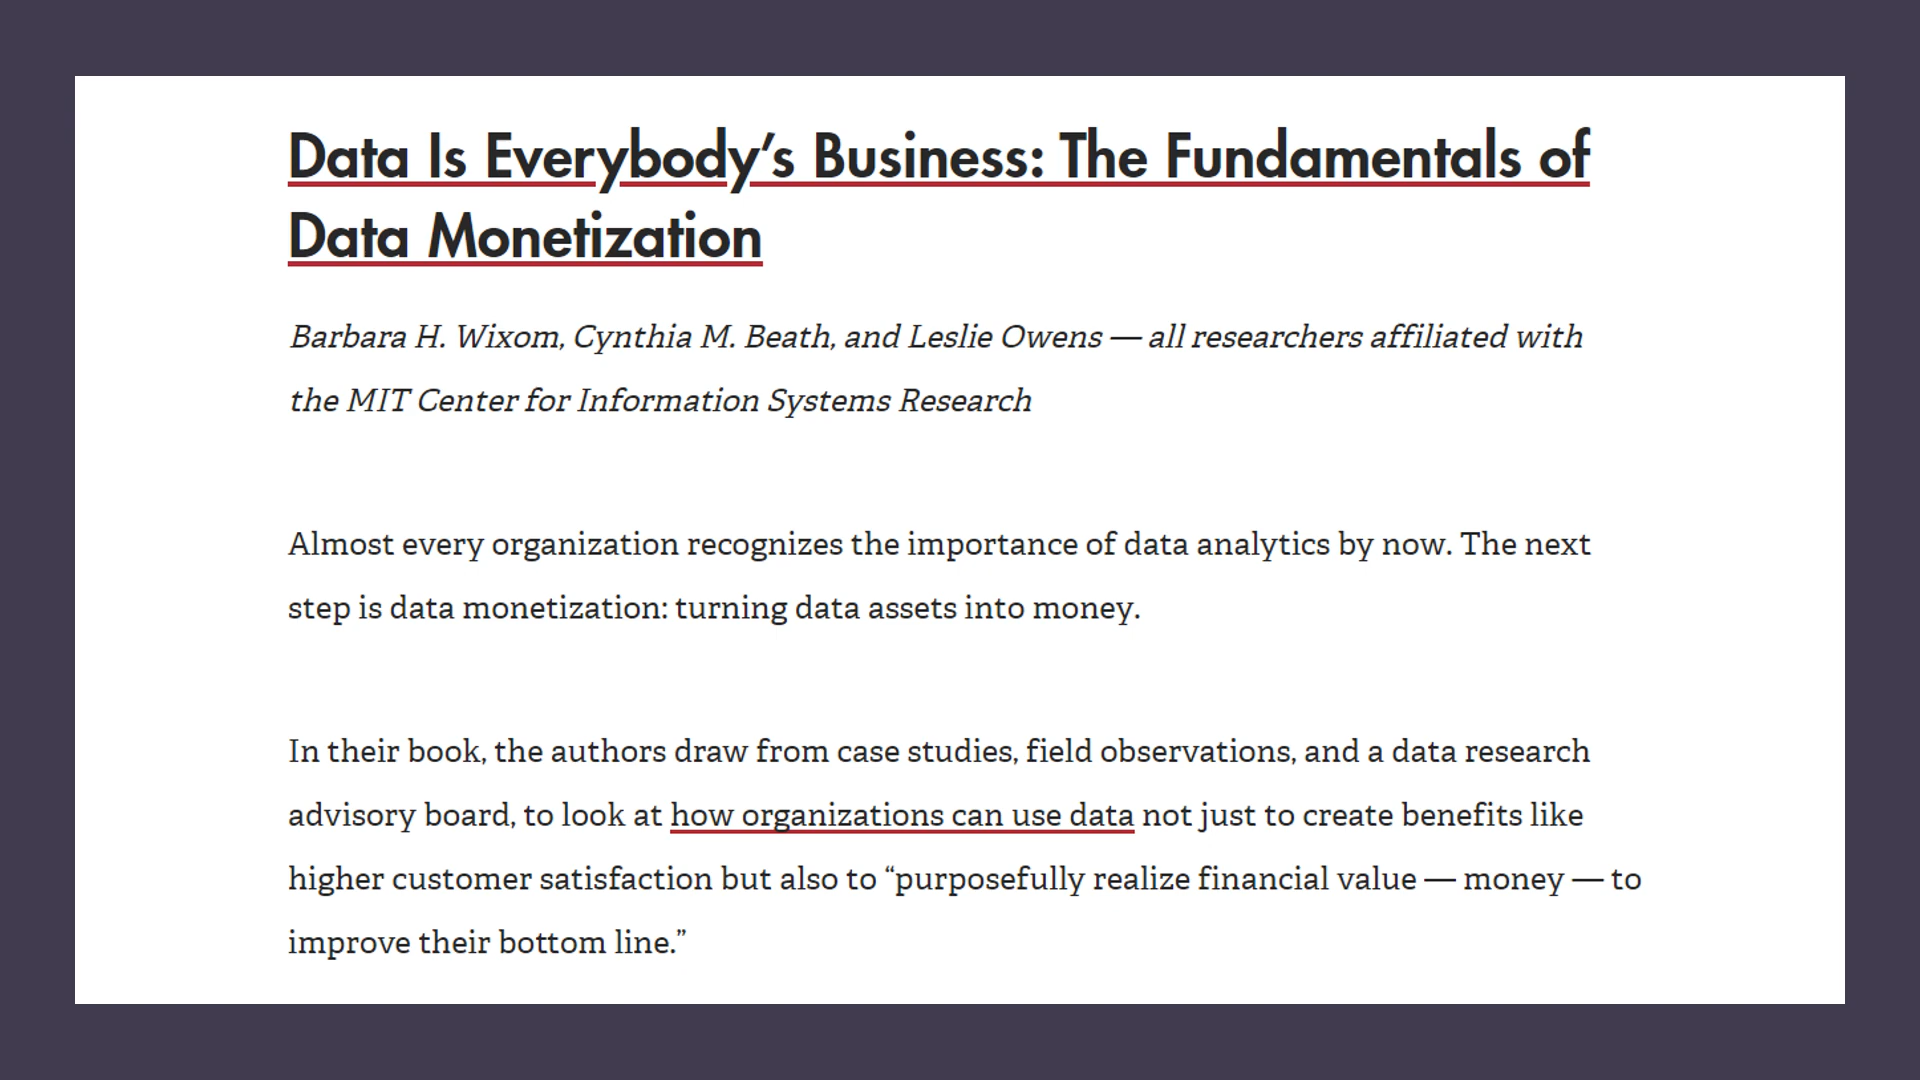 Data Is Everybody’s Business: The Fundamentals of
Data Monetization
Barbara H. Wixom, Cynthia M. Beath, and Leslie Owens — all researchers affiliated with
the MIT Center for Information Systems Research
Almost every organization recognizes the importance of data analytics by now. The next
step is data monetization: turning data assets into money.
In their book, the authors draw from case studies, field observations, and a data research
advisory board, to look at how organizations can use data not just to create benefits like
higher customer satisfaction but also to “purposefully realize financial value — money — to
improve their bottom line.”